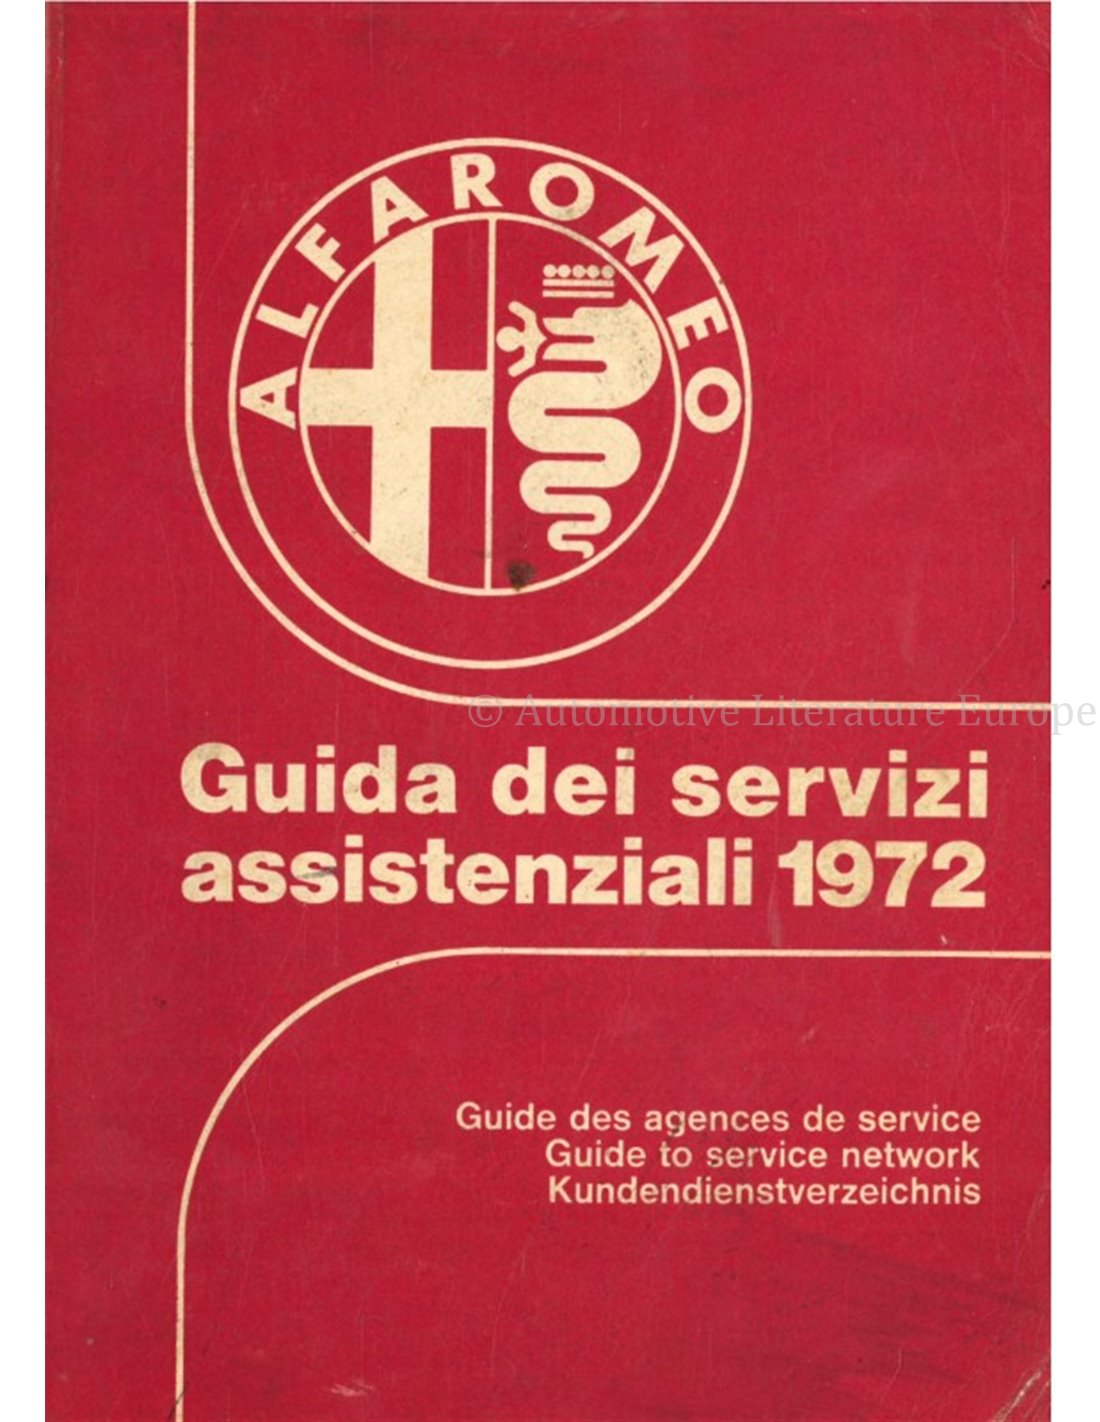 ALFA ROMEO
© Automotive Literature Europe
Guida dei servizi
assistenziali 1972
Guide des agences de service
Guide to service network
Kundendienstverzeichnis